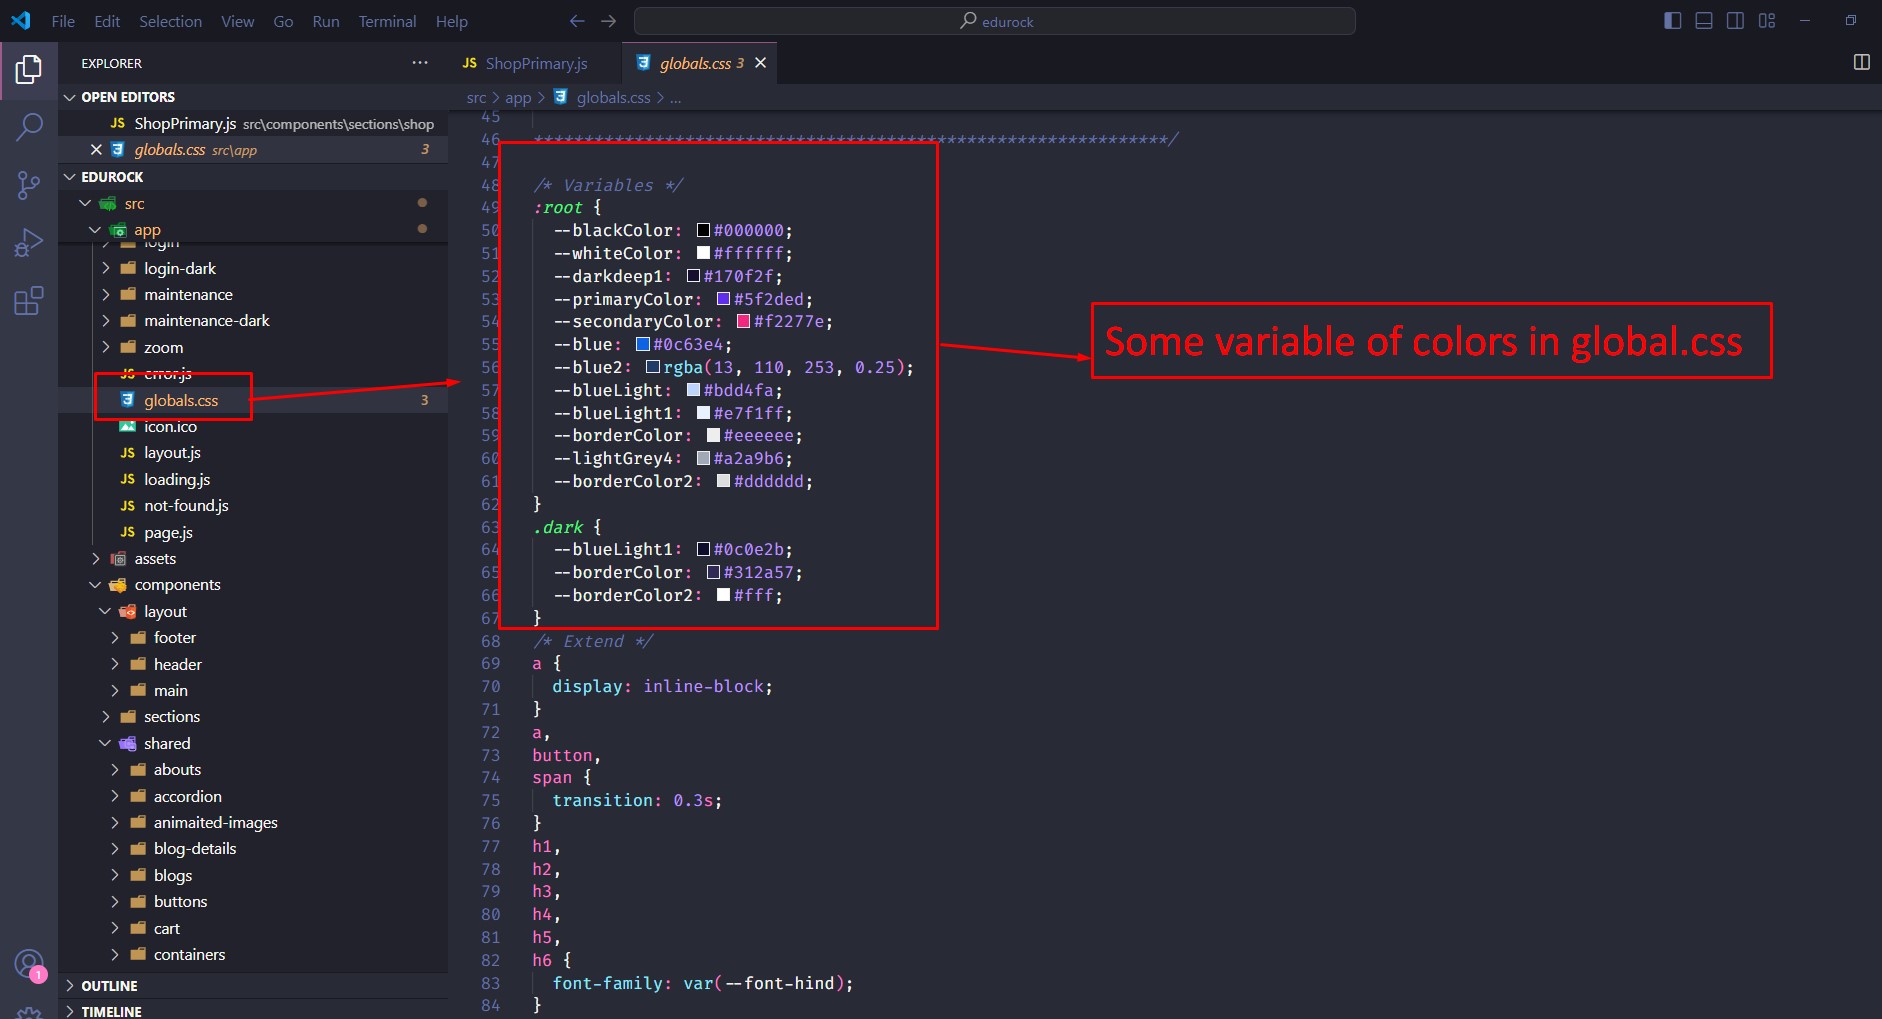 File Edit Selection View Go Run Terminal Help
edurock
EXPLORER
OPEN EDITORS
JS ShopPrimary.js src\components\sections\shop
globals.css src\app 3
EDUROCK
src
app
login
login-dark
maintenance
maintenance-dark
zoom
JS error.js
globals.css 3
icon.ico
JS layout.js
JS loading.js
JS not-found.js
JS page.js
assets
components
layout
footer
header
main
sections
shared
abouts
accordion
animaited-images
blog-details
blogs
buttons
cart
containers
OUTLINE
TIMELINE
1
JS ShopPrimary.js
globals.css 3
src > app > globals.css > ...
45
46 ***************************************************************/
47
48 /* Variables */
49 :root {
50 --blackColor: #000000;
51 --whiteColor: #ffffff;
52 --darkdeep1: #170f2f;
53 --primaryColor: #5f2ded;
54 --secondaryColor: #f2277e;
55 --blue: #0c63e4;
56 --blue2: rgba(13, 110, 253, 0.25);
57 --blueLight: #bdd4fa;
58 --blueLight1: #e7f1ff;
59 --borderColor: #eeeeee;
60 --lightGrey4: #a2a9b6;
61 --borderColor2: #dddddd;
62 }
63 .dark {
64 --blueLight1: #0c0e2b;
65 --borderColor: #312a57;
66 --borderColor2: #fff;
67 }
68 /* Extend */
69 a {
70 display: inline-block;
71 }
72 a,
73 button,
74 span {
75 transition: 0.3s;
76 }
77 h1,
78 h2,
79 h3,
80 h4,
81 h5,
82 h6 {
83 font-family: var(--font-hind);
84 }
Some variable of colors in global.css